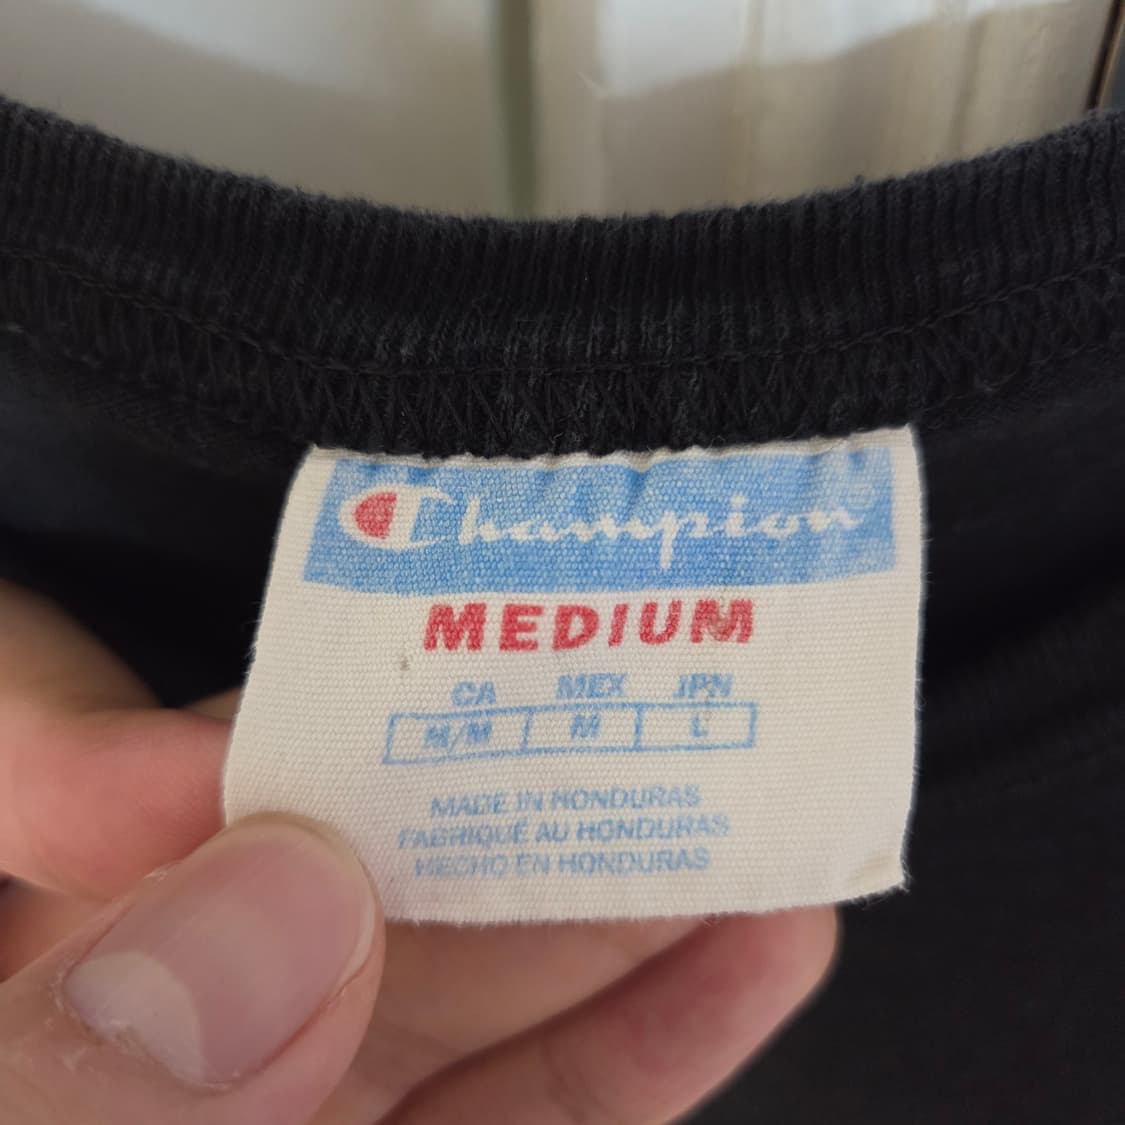 Champion®
MEDIUM
CA MEX JPN
M/M M L
MADE IN HONDURAS
FABRIQUÉ AU HONDURAS
HECHO EN HONDURAS